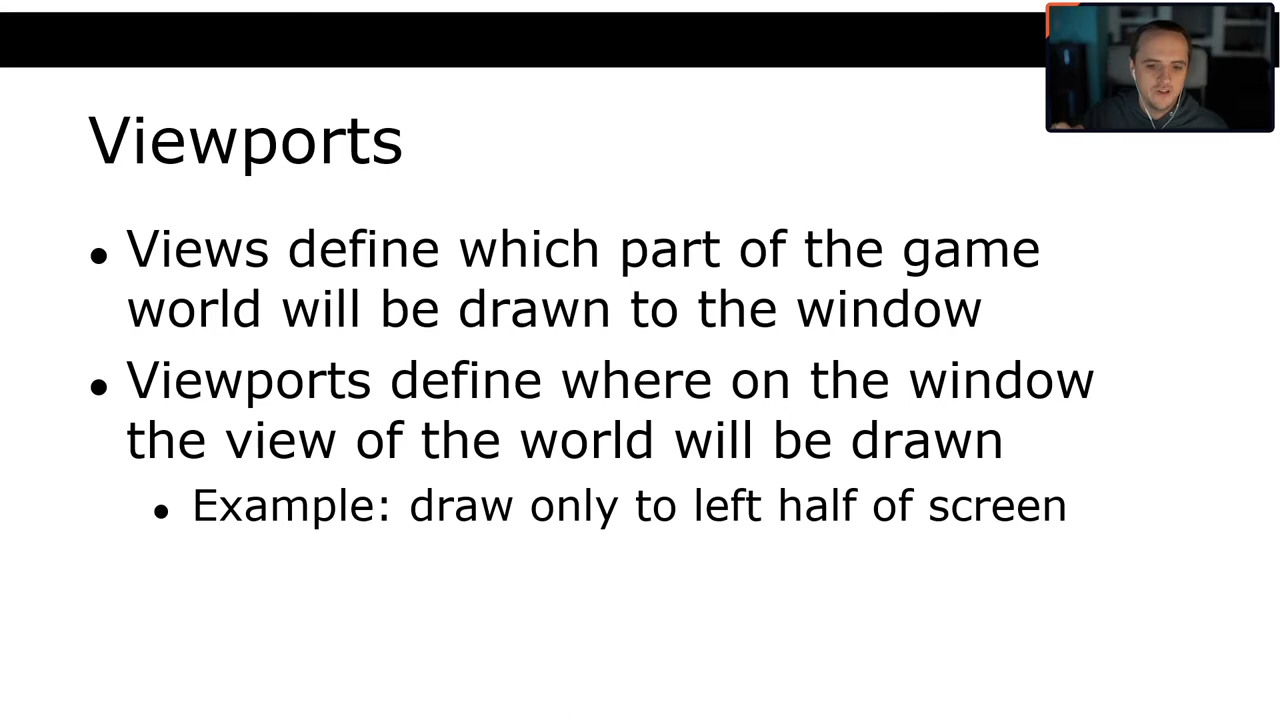 Viewports
• Views define which part of the game
world will be drawn to the window
• Viewports define where on the window
the view of the world will be drawn
• Example: draw only to left half of screen